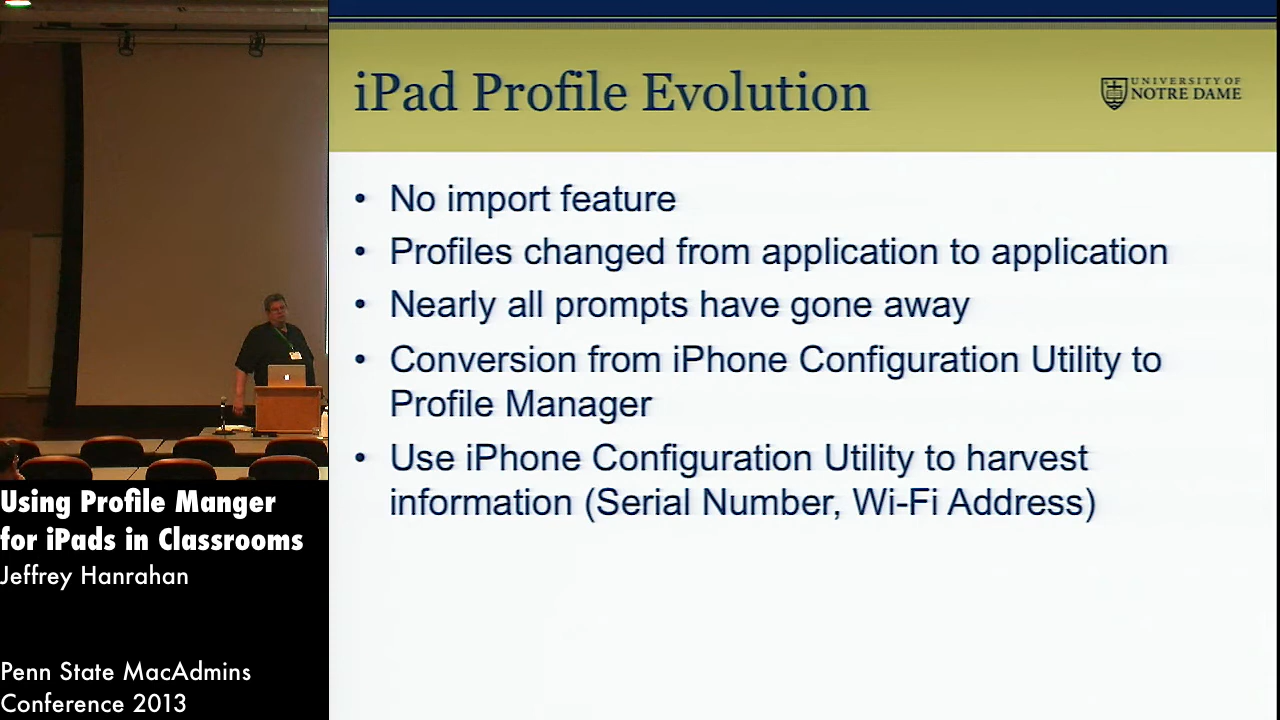 iPad Profile Evolution
UNIVERSITY OF
NOTRE DAME
• No import feature
• Profiles changed from application to application
• Nearly all prompts have gone away
• Conversion from iPhone Configuration Utility to
Profile Manager
• Use iPhone Configuration Utility to harvest
information (Serial Number, Wi-Fi Address)
Using Profile Manger
for iPads in Classrooms
Jeffrey Hanrahan
Penn State MacAdmins
Conference 2013